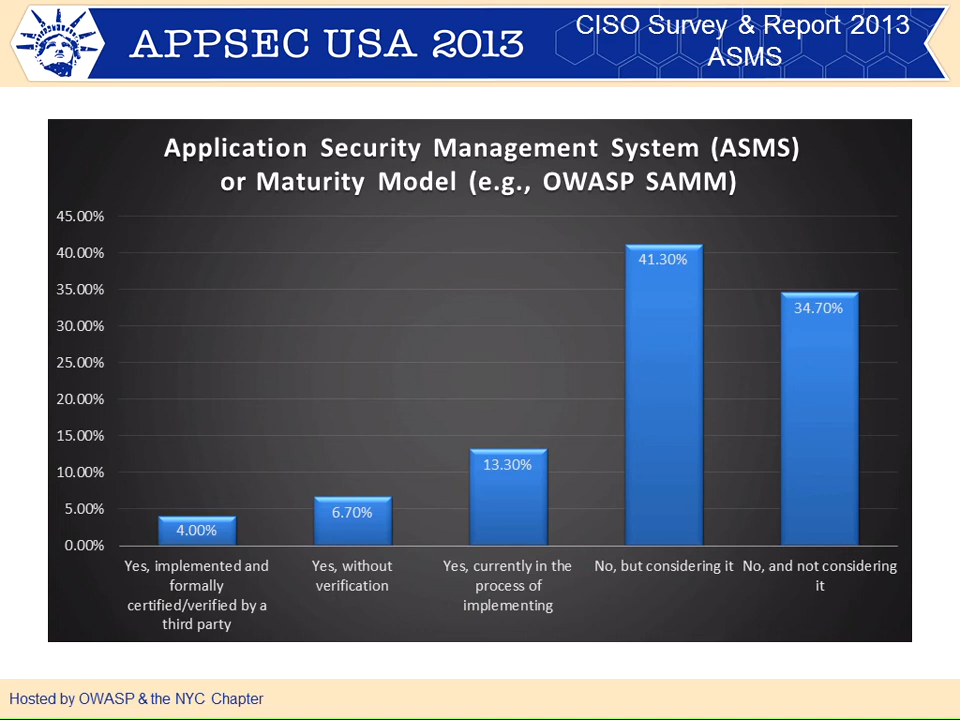 APPSEC USA 2013
CISO Survey & Report 2013
ASMS
Application Security Management System (ASMS)
or Maturity Model (e.g., OWASP SAMM)
45.00%
40.00%
35.00%
30.00%
25.00%
20.00%
15.00%
10.00%
5.00%
0.00%
4.00%
6.70%
13.30%
41.30%
34.70%
Yes, implemented and
formally
certified/verified by a
third party
Yes, without
verification
Yes, currently in the
process of
implementing
No, but considering it
No, and not considering
it
Hosted by OWASP & the NYC Chapter